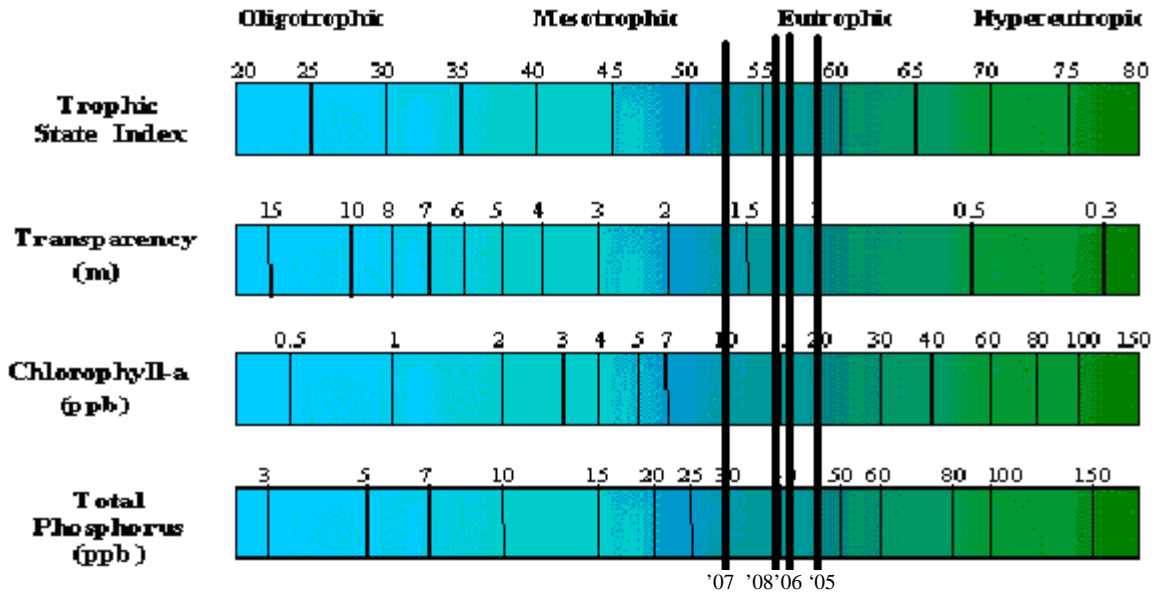 Oligotrophic Mesotrophic Eutrophic Hypereutropic
20 25 30 35 40 45 50 55 60 65 70 75 80
Trophic
State Index
15 10 8 7 6 5 4 3 2 1.5 1 0.5 0.3
Transparency
(m)
0.5 1 2 3 4 5 7 10 20 30 40 60 80 100 150
Chlorophyll-a
(ppb)
3 5 7 10 15 20 25 30 50 60 80 100 150
Total
Phosphorus
(ppb)
’07 ’08 ’06 ‘05